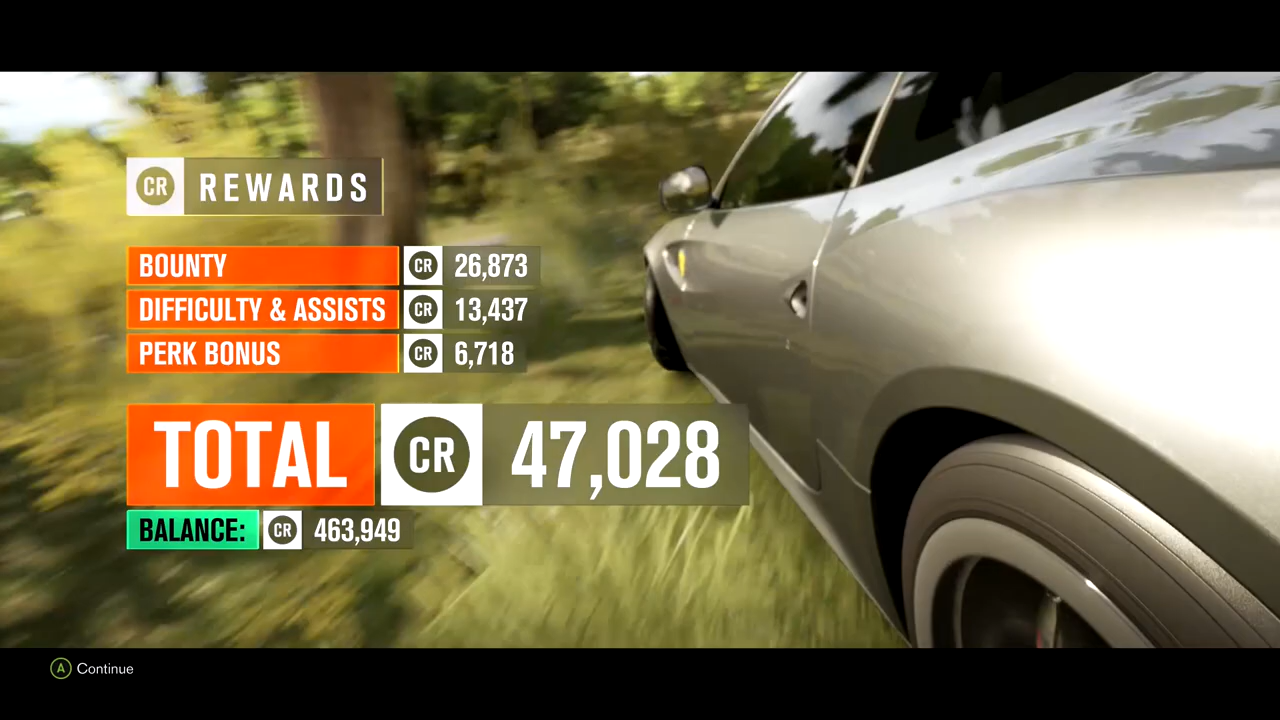 CR REWARDS
BOUNTY CR 26,873
DIFFICULTY & ASSISTS CR 13,437
PERK BONUS CR 6,718
TOTAL CR 47,028
BALANCE: CR 463,949
A Continue